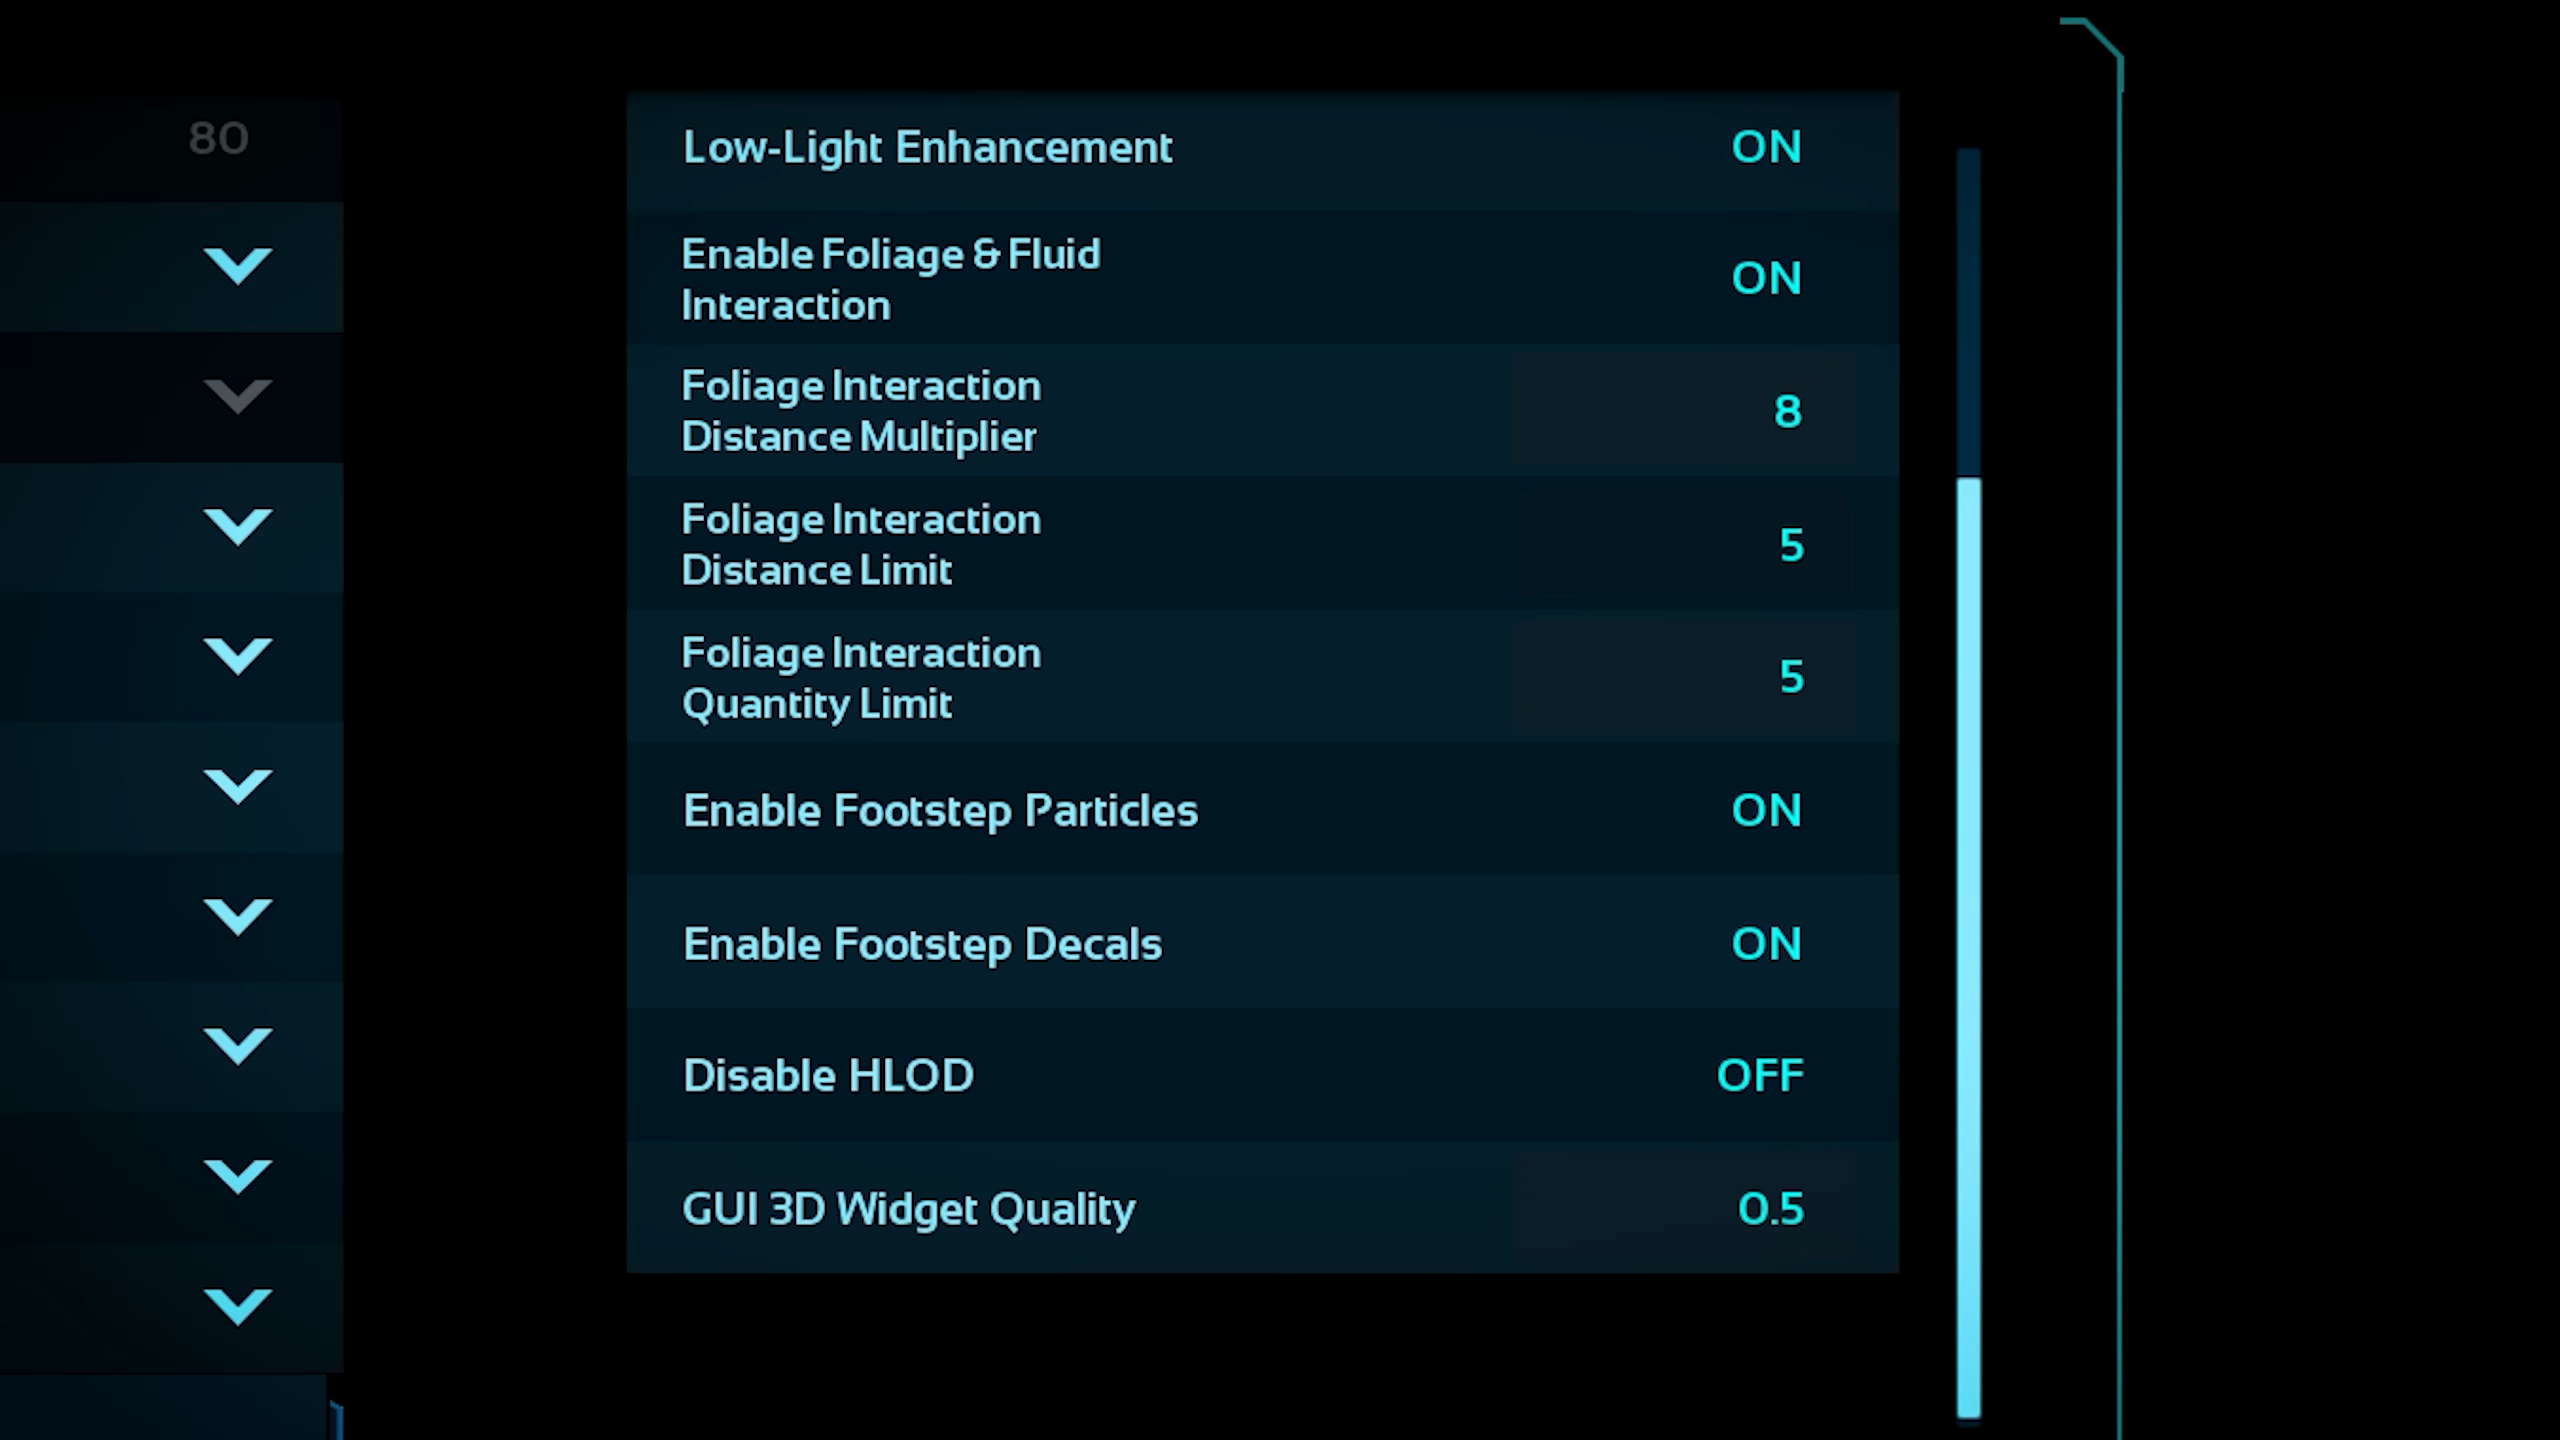 80
Low-Light Enhancement ON
Enable Foliage & Fluid
Interaction
ON
Foliage Interaction
Distance Multiplier
8
Foliage Interaction
Distance Limit
5
Foliage Interaction
Quantity Limit
5
Enable Footstep Particles ON
Enable Footstep Decals ON
Disable HLOD OFF
GUI 3D Widget Quality 0.5